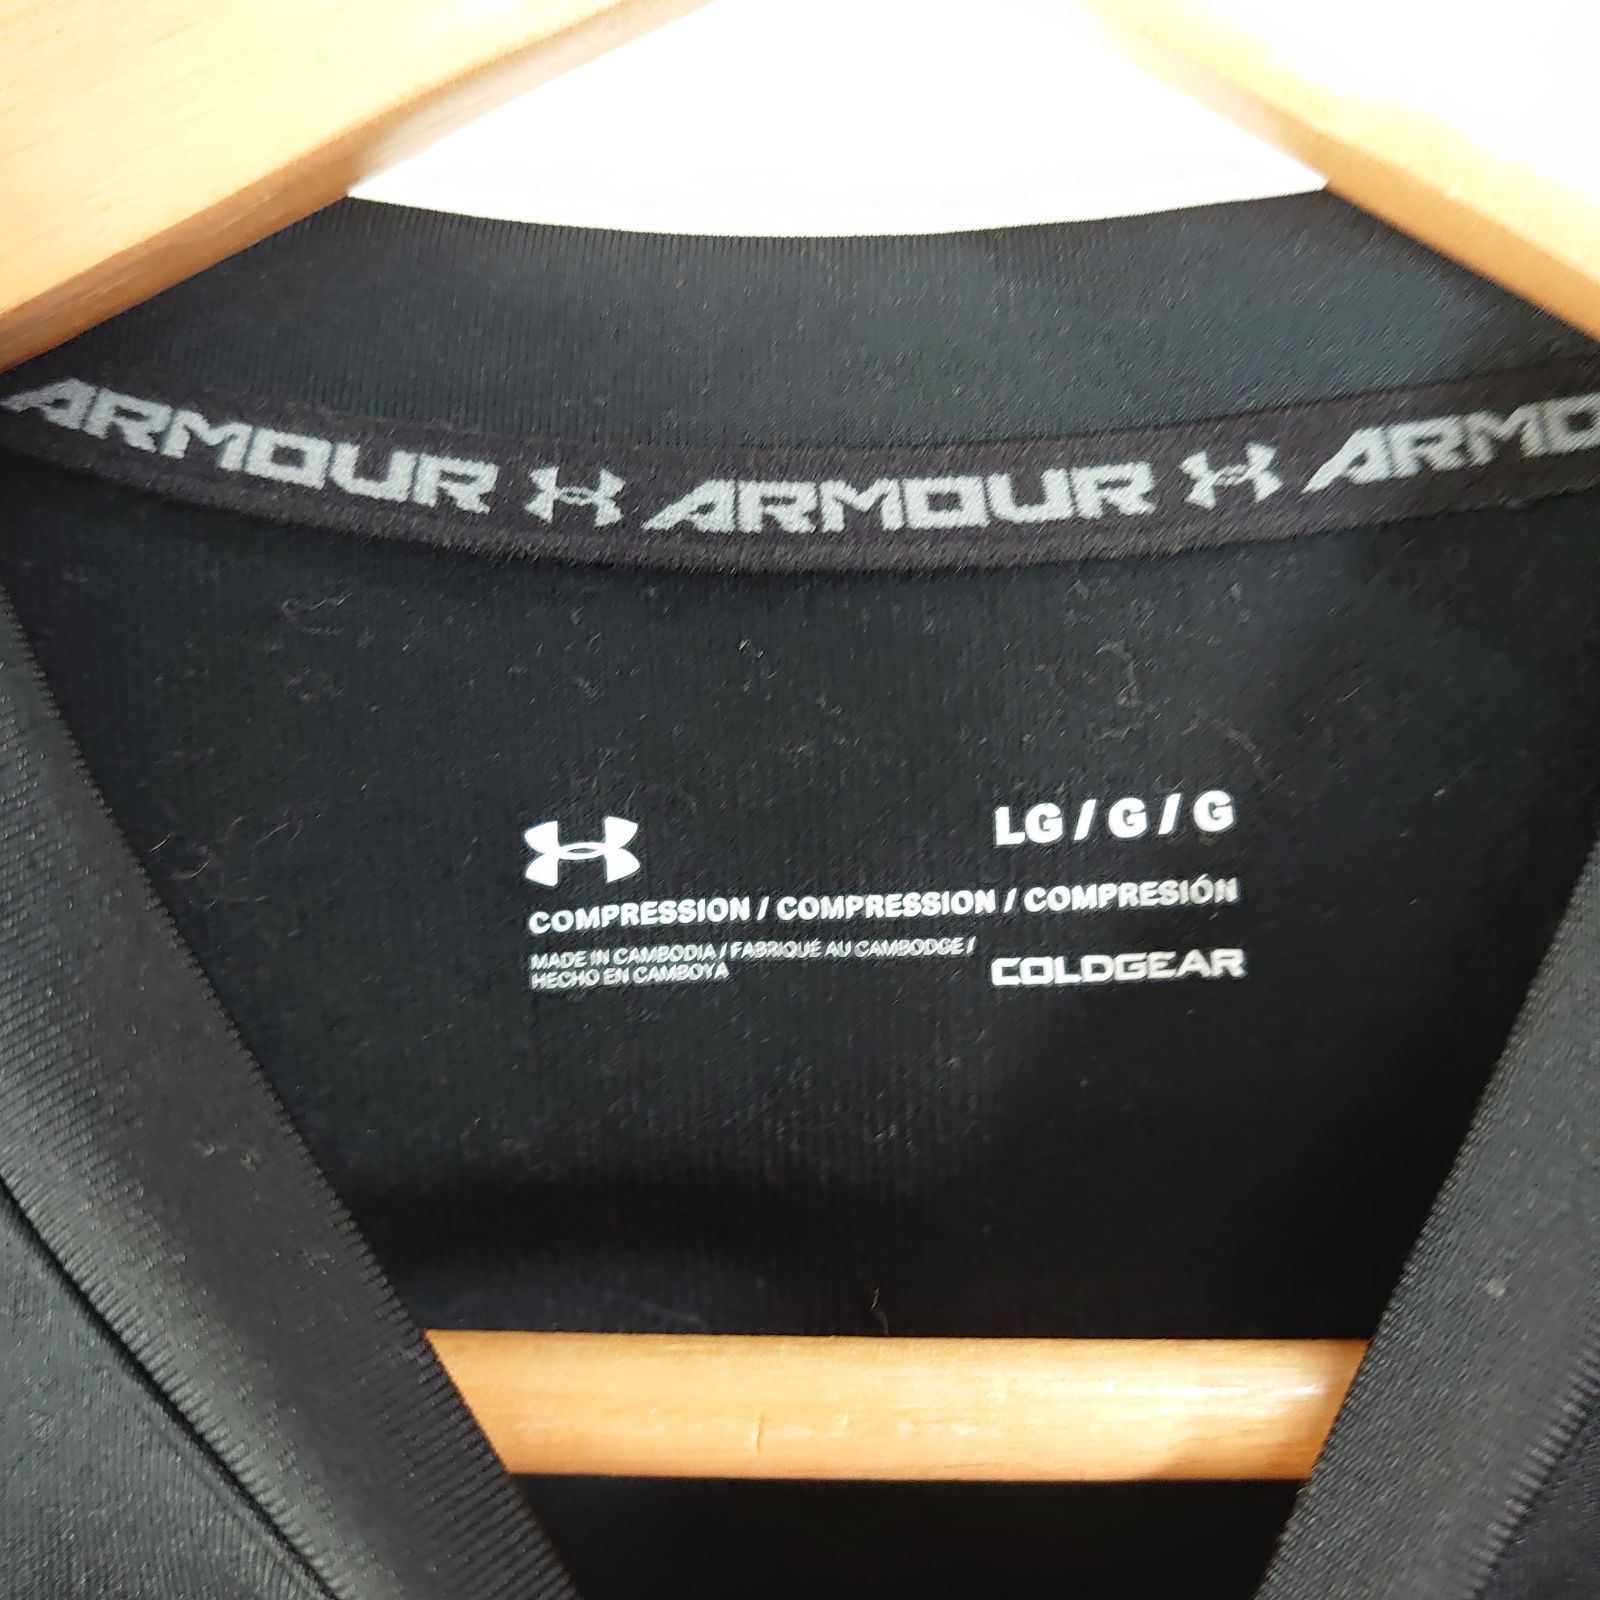 ARMOUR ARMOUR ARMO
LG / G / G
COMPRESSION / COMPRESSION / COMPRESIÓN
MADE IN CAMBODIA / FABRIQUÉ AU CAMBODGE /
HECHO EN CAMBOYA
COLDGEAR